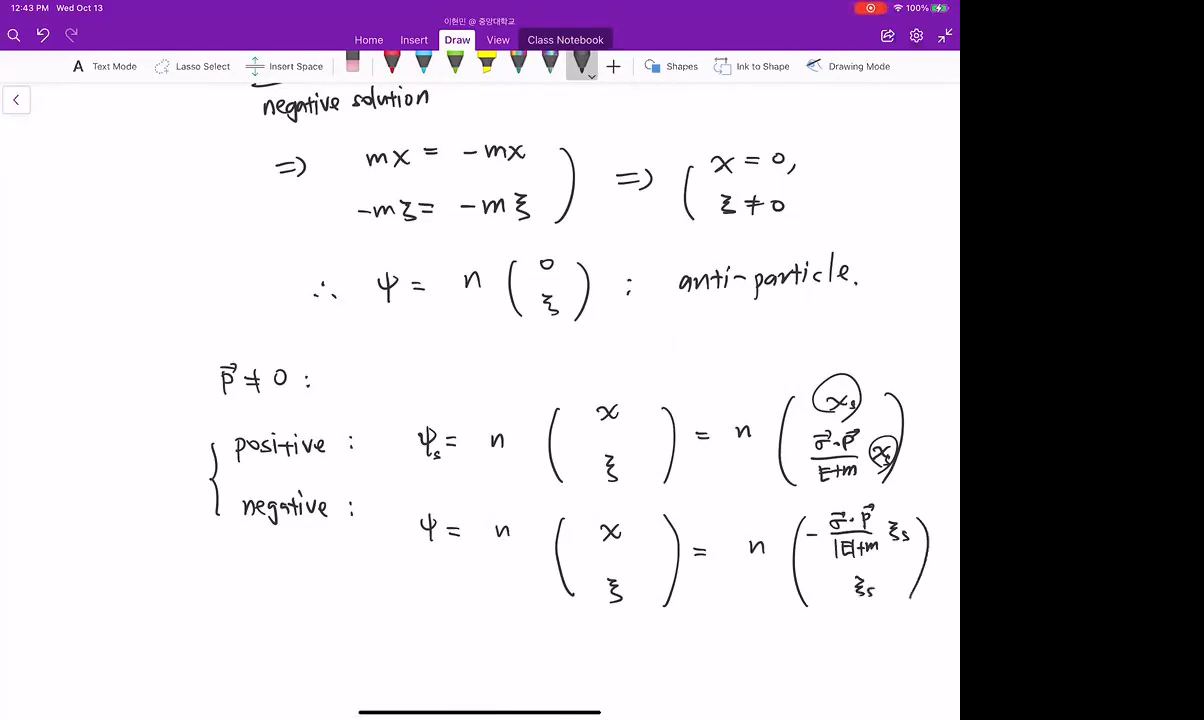 12:43 PM Wed Oct 13
100%
이현민 @ 중앙대학교
Home Insert Draw View Class Notebook
Text Mode Lasso Select Insert Space Shapes Ink to Shape Drawing Mode
negative solution
⇒ mχ = -mχ ) ⇒ ( χ = 0,
-mξ = -mξ ξ ≠ 0
∴ ψ = n ( 0 ξ ) : anti-particle.
p⃗ ≠ 0 :
{ positive : ψₛ = n ( χ ξ ) = n ( χₛ (σ⃗·p⃗)/(E+m) χₛ )
negative : ψ = n ( χ ξ ) = n ( - (σ⃗·p⃗)/(|E|+m) ξₛ ξₛ )